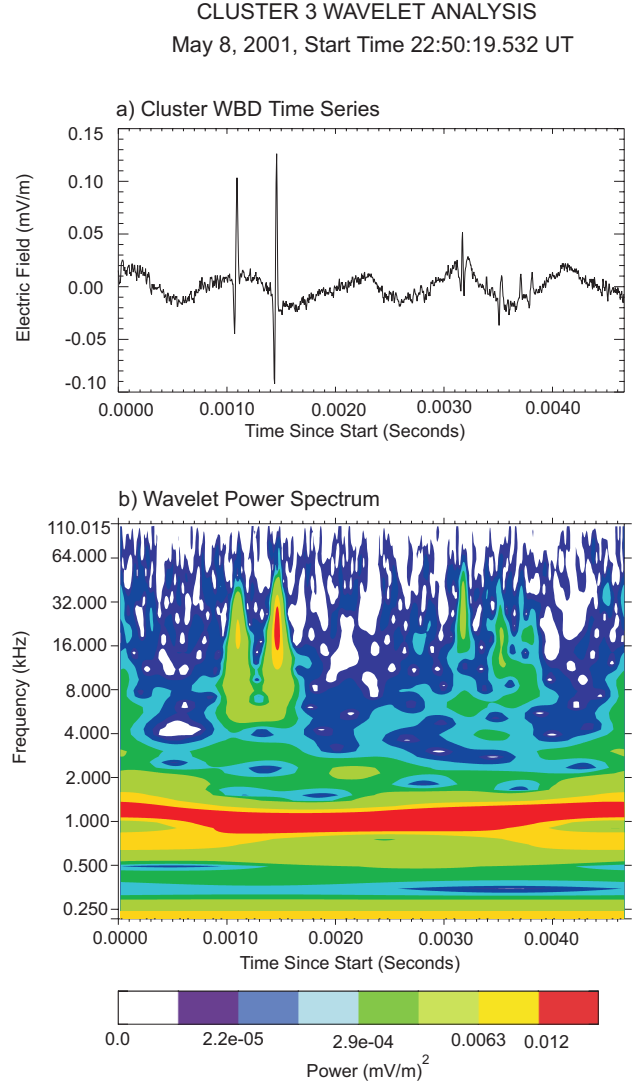 CLUSTER 3 WAVELET ANALYSIS
May 8, 2001, Start Time 22:50:19.532 UT
a) Cluster WBD Time Series
Electric Field (mV/m)
0.15
0.10
0.05
0.00
-0.05
-0.10
0.0000 0.0010 0.0020 0.0030 0.0040
Time Since Start (Seconds)
b) Wavelet Power Spectrum
Frequency (kHz)
110.015
64.000
32.000
16.000
8.000
4.000
2.000
1.000
0.500
0.250
0.0000 0.0010 0.0020 0.0030 0.0040
Time Since Start (Seconds)
0.0 2.2e-05 2.9e-04 0.0063 0.012
Power (mV/m)²